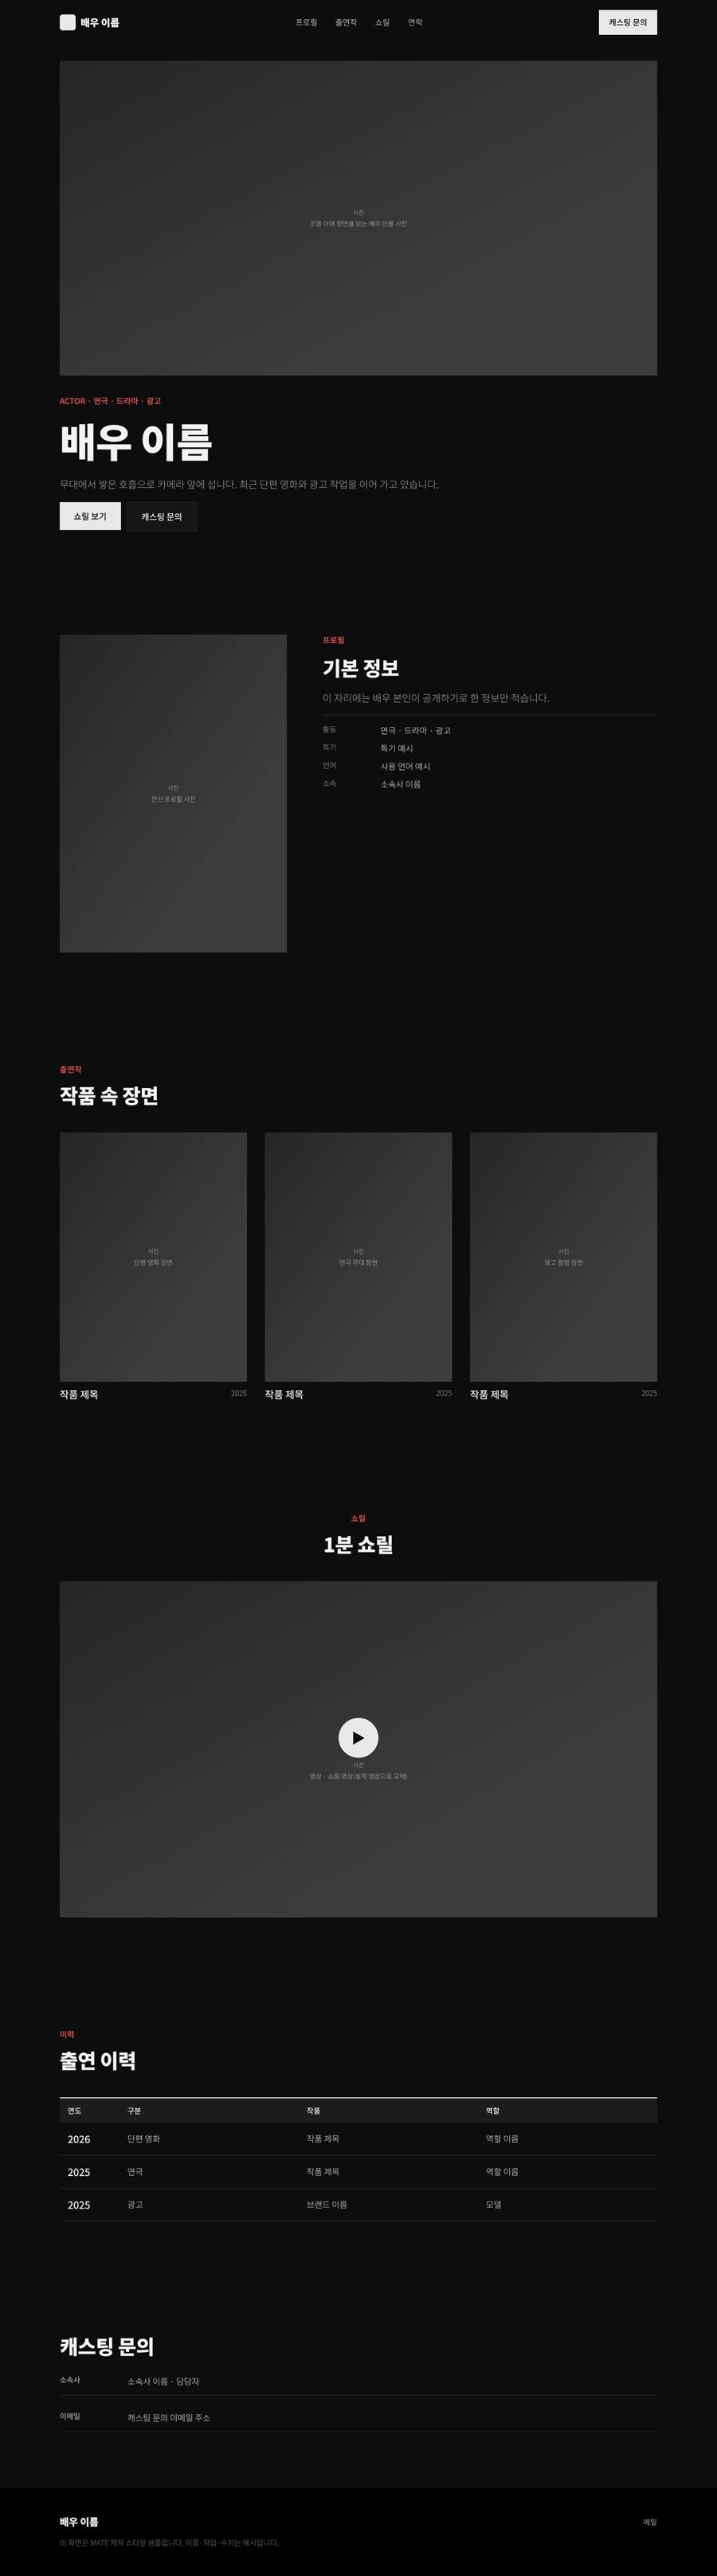 배우 이름
프로필 출연작 쇼릴 연락
캐스팅 문의
사진
조명 아래 정면을 보는 배우 인물 사진
ACTOR · 연극 · 드라마 · 광고
배우 이름
무대에서 쌓은 호흡으로 카메라 앞에 섭니다. 최근 단편 영화와 광고 작업을 이어 가고 있습니다.
쇼릴 보기 캐스팅 문의
사진
전신 프로필 사진
프로필
기본 정보
이 자리에는 배우 본인이 공개하기로 한 정보만 적습니다.
활동 연극 · 드라마 · 광고
특기 특기 예시
언어 사용 언어 예시
소속 소속사 이름
출연작
작품 속 장면
사진
단편 영화 장면
사진
연극 무대 장면
사진
광고 촬영 장면
작품 제목 2026
작품 제목 2025
작품 제목 2025
쇼릴
1분 쇼릴
사진
영상 · 쇼릴 영상(실제 영상으로 교체)
이력
출연 이력
연도 구분 작품 역할
2026 단편 영화 작품 제목 역할 이름
2025 연극 작품 제목 역할 이름
2025 광고 브랜드 이름 모델
캐스팅 문의
소속사 소속사 이름 · 담당자
이메일 캐스팅 문의 이메일 주소
배우 이름
메일
이 화면은 MATE 제작 스타일 샘플입니다. 이름·작업·수치는 예시입니다.